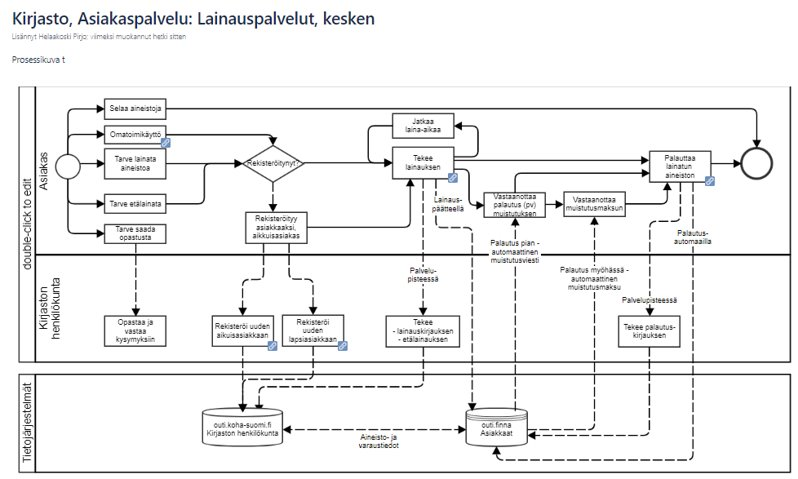 Kirjasto, Asiakaspalvelu: Lainauspalvelut, kesken
Lisännyt Helaakoski Pirjo; viimeksi muokannut hetki sitten
Prosessikuva t
double-click to edit
Asiakas
Selaa aineistoja
Omatoimikäyttö
Tarve lainata
aineistoa
Tarve etälainata
Tarve saada
opastusta
Rekisteröitynyt?
Rekisteröityy
asiakkaaksi,
aikkuisasiakas
Jatkaa
laina-aikaa
Tekee
lainauksen
Lainaus-
päätteellä
Vastaanottaa
palautus (pv)
muistutuksen
Vastaanottaa
muistutusmaksun
Palauttaa
lainatun
aineiston
Palautus pian -
automaattinen
muistutusviesti
Palautus myöhässä -
automaattinen
muistutusmaksu
Palautus-
automaailla
Kirjaston
henkilökunta
Palvelu-
pisteessä
Palvelupisteessä
Opastaa ja
vastaa
kysymyksiin
Rekisteröi uuden
aikuisasiakkaan
Rekisteröi
uuden
lapsiasiakkaan
Tekee
- lainauskirjauksen
- etälainauksen
Tekee palautus-
kirjauksen
Tietojärjestelmät
outi.koha-suomi.fi
Kirjaston henkilökunta
Aineisto- ja
varaustiedot
outi.finna
Asiakkaat